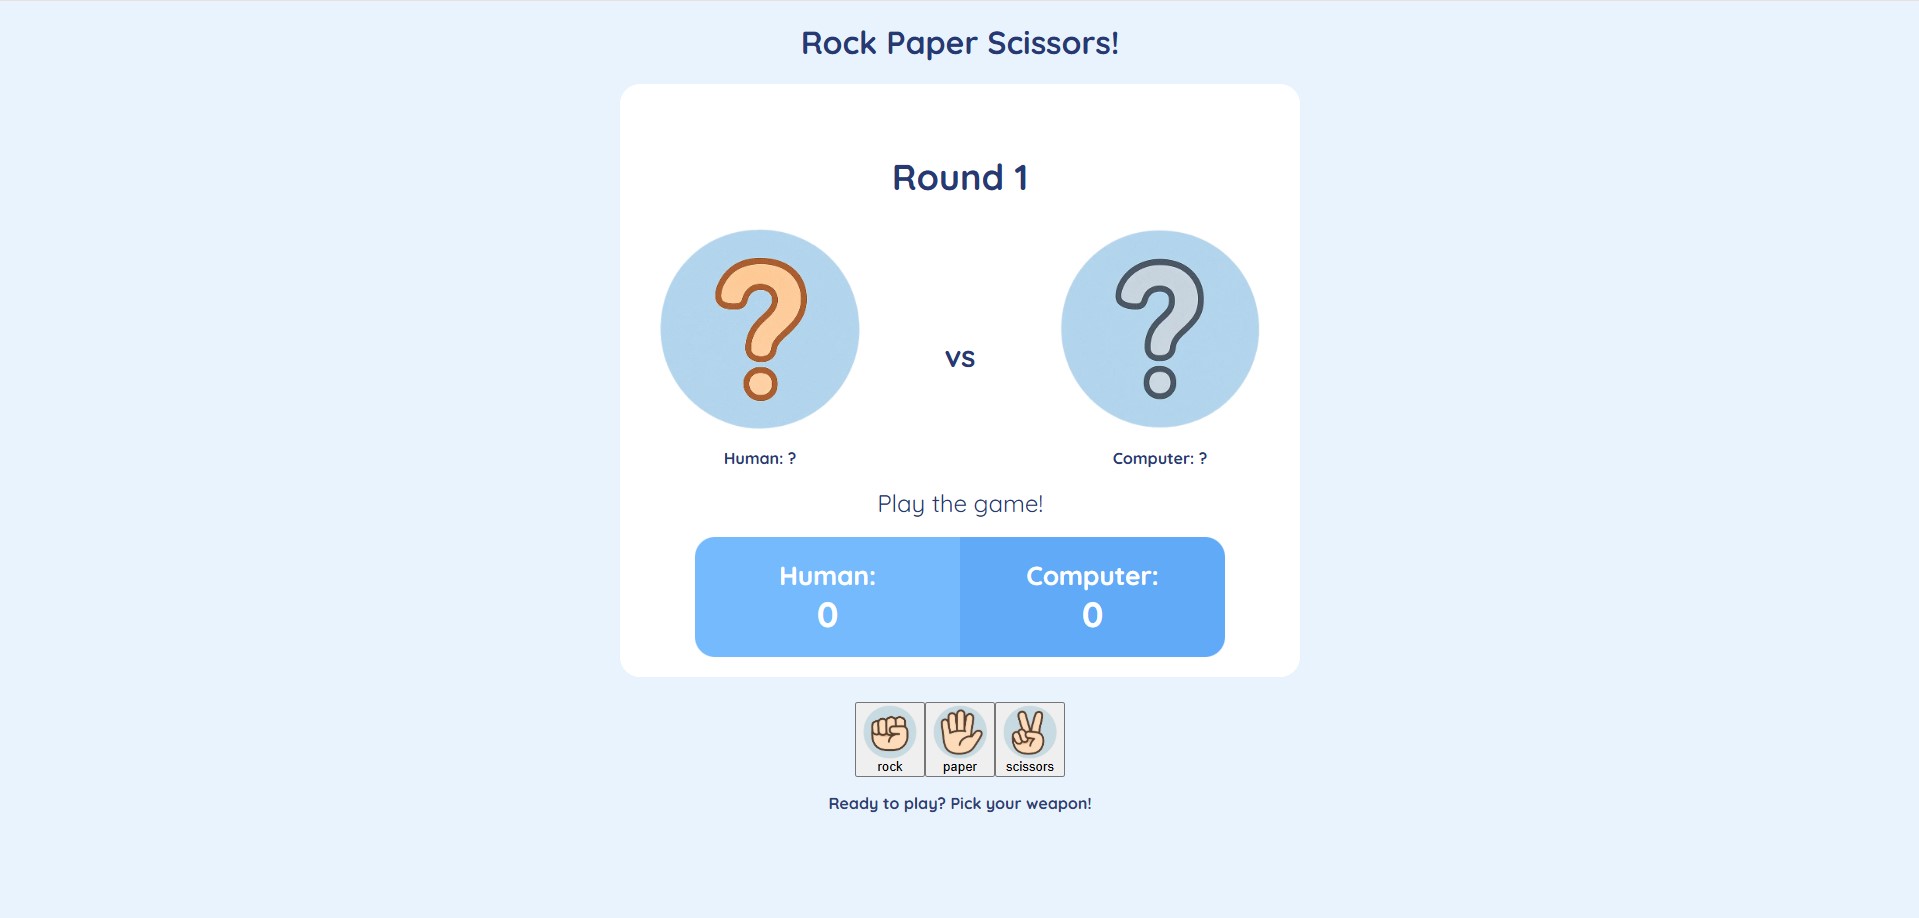 Rock Paper Scissors!
Round 1
?
?
vs
Human: ?
Computer: ?
Play the game!
Human:
0
Computer:
0
rock
paper
scissors
Ready to play? Pick your weapon!